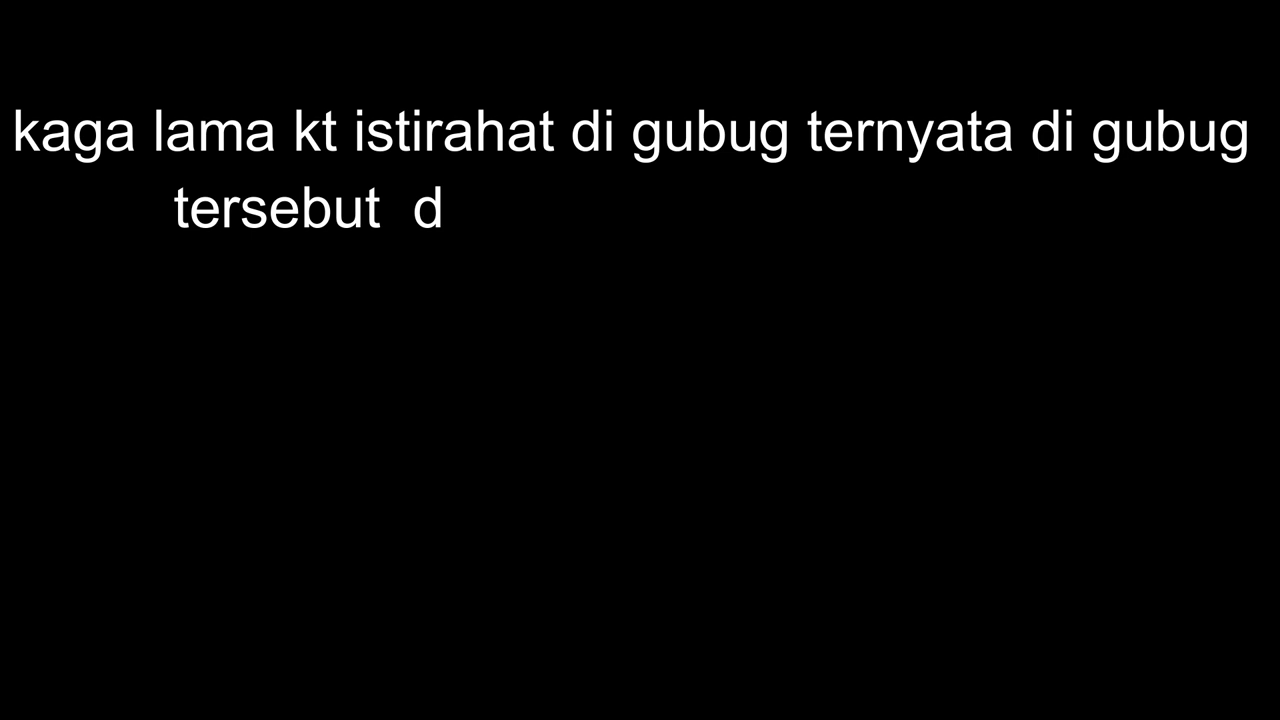 kaga lama kt istirahat di gubug ternyata di gubug
tersebut  d